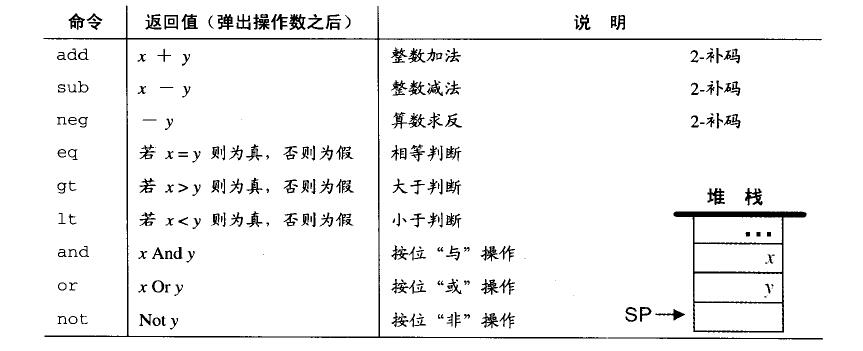 命令 返回值（弹出操作数之后） 说 明
add x + y 整数加法 2-补码
sub x - y 整数减法 2-补码
neg - y 算数求反 2-补码
eq 若 x = y 则为真，否则为假 相等判断
gt 若 x > y 则为真，否则为假 大于判断
lt 若 x < y 则为真，否则为假 小于判断
and x And y 按位“与”操作
or x Or y 按位“或”操作
not Not y 按位“非”操作
堆 栈
...
x
y
SP